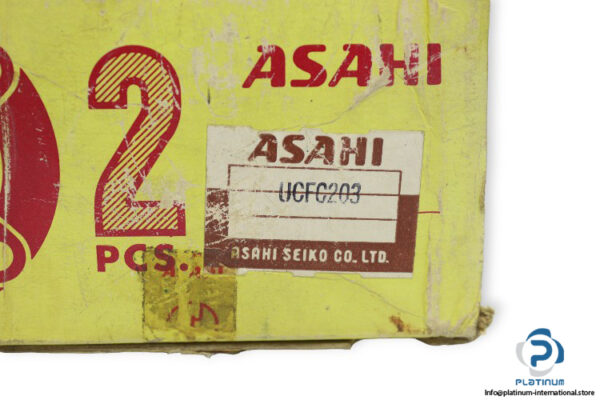 2
PCS.
ASAHI
ASAHI
UCFC203
ASAHI SEIKO CO., LTD.
PLATINUM
Info@platinum-international.store